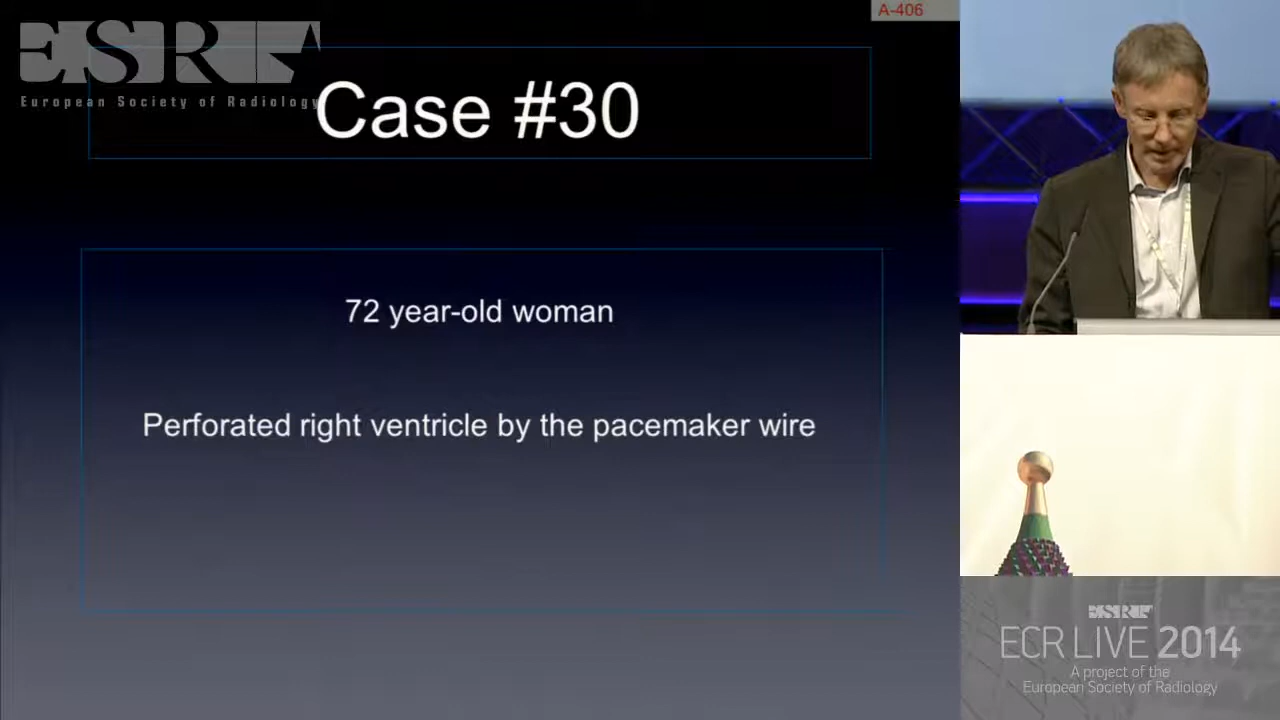 A-406
ESR
European Society of Radiology
Case #30
72 year-old woman
Perforated right ventricle by the pacemaker wire
ESR
ECR LIVE 2014
A project of the
European Society of Radiology